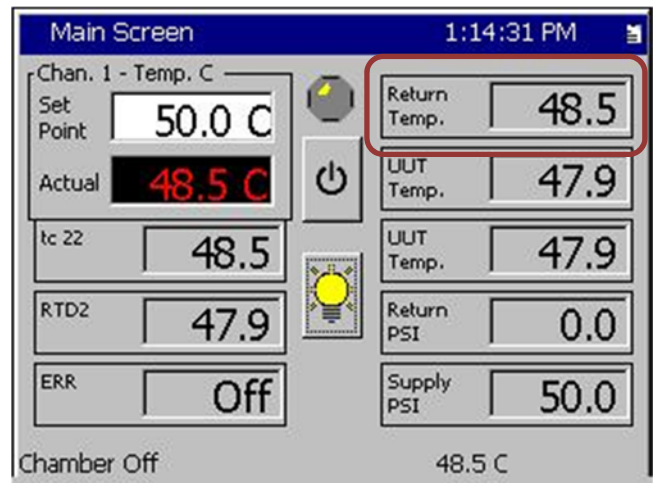 Main Screen 1:14:31 PM
Chan. 1 - Temp. C
Set
Point 50.0 C
Actual 48.5 C
tc 22 48.5
RTD2 47.9
ERR Off
Return
Temp. 48.5
UUT
Temp. 47.9
UUT
Temp. 47.9
Return
PSI 0.0
Supply
PSI 50.0
Chamber Off 48.5 C